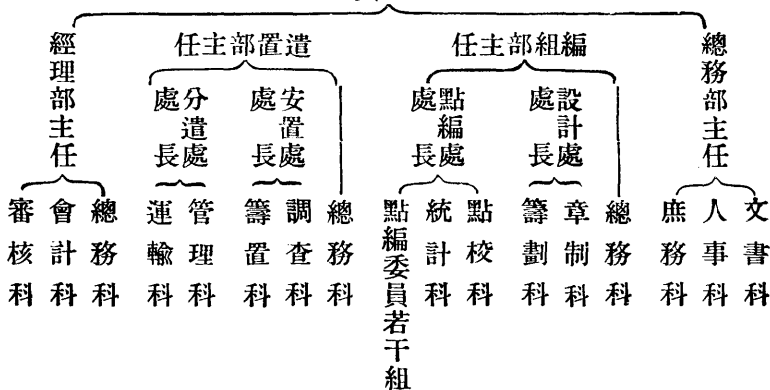 總務部主任
文書科
人事科
庶務科
編組部主任
總務科
設計處處長
章制科
籌劃科
點編處處長
點校科
統計科
點編委員若干組
遣置部主任
總務科
安置處處長
調查科
籌置科
分遣處處長
管理科
運輸科
經理部主任
總務科
會計科
審核科